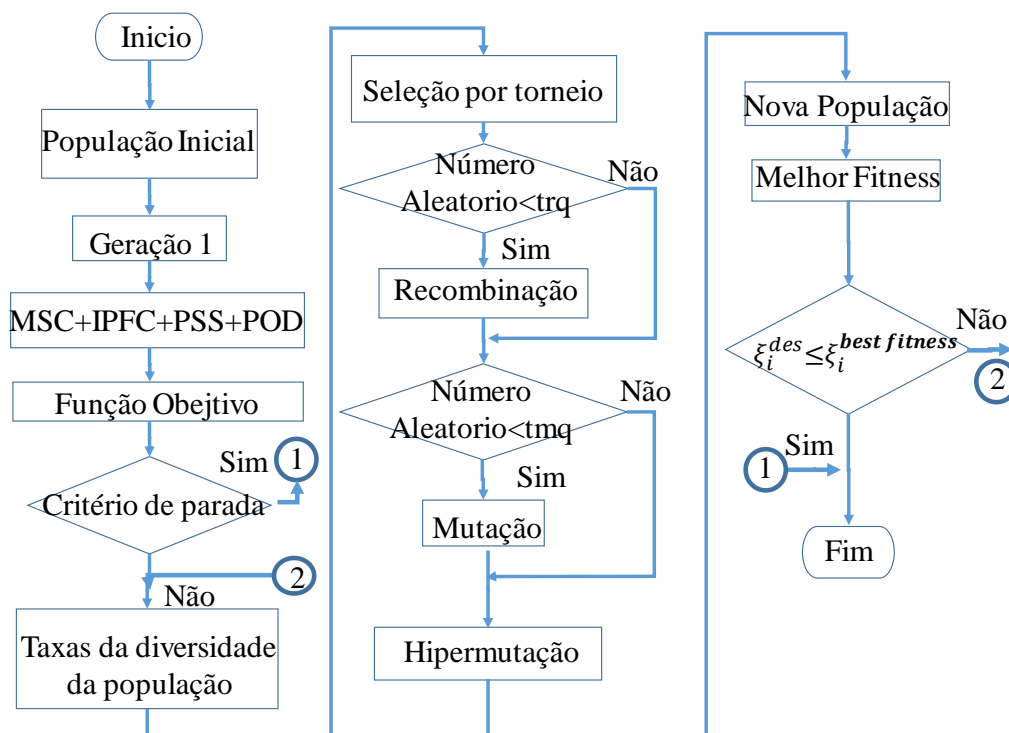 Inicio
População Inicial
Geração 1
MSC+IPFC+PSS+POD
Função Obejtivo
Sim
1
Critério de parada
2
Não
Taxas da diversidade
da população
Seleção por torneio
Número
Aleatorio<trq
Não
Sim
Recombinação
Número
Aleatorio<tmq
Não
Sim
Mutação
Hipermutação
Nova População
Melhor Fitness
ξ_i^des ≤ ξ_i^best fitness
Não
2
Sim
1
Fim